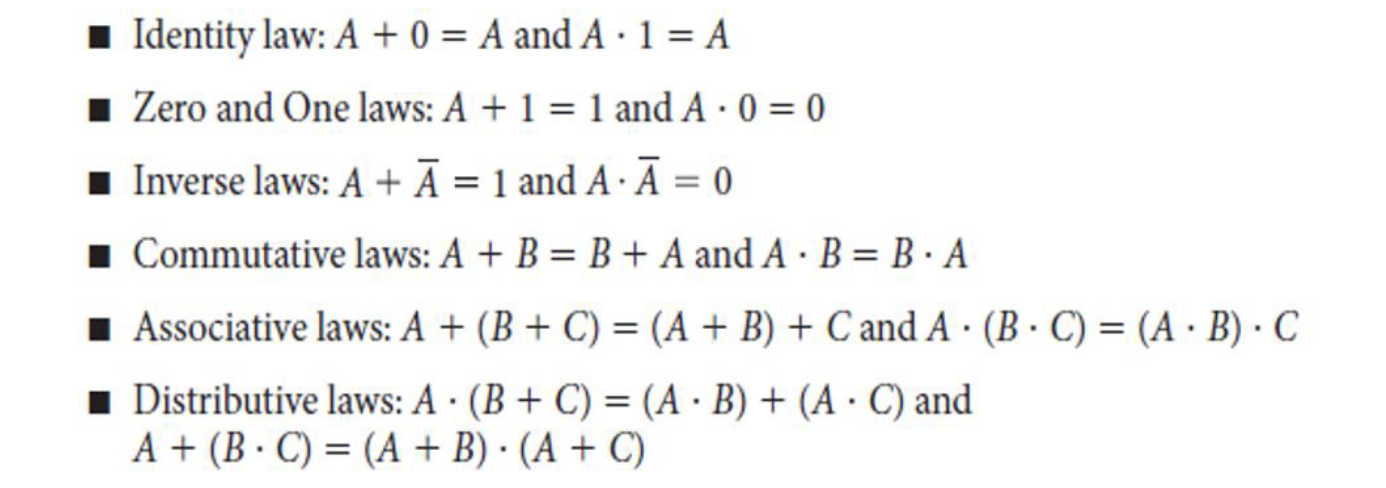 ■ Identity law: A + 0 = A and A · 1 = A
■ Zero and One laws: A + 1 = 1 and A · 0 = 0
■ Inverse laws: A + A̅ = 1 and A · A̅ = 0
■ Commutative laws: A + B = B + A and A · B = B · A
■ Associative laws: A + (B + C) = (A + B) + C and A · (B · C) = (A · B) · C
■ Distributive laws: A · (B + C) = (A · B) + (A · C) and
A + (B · C) = (A + B) · (A + C)